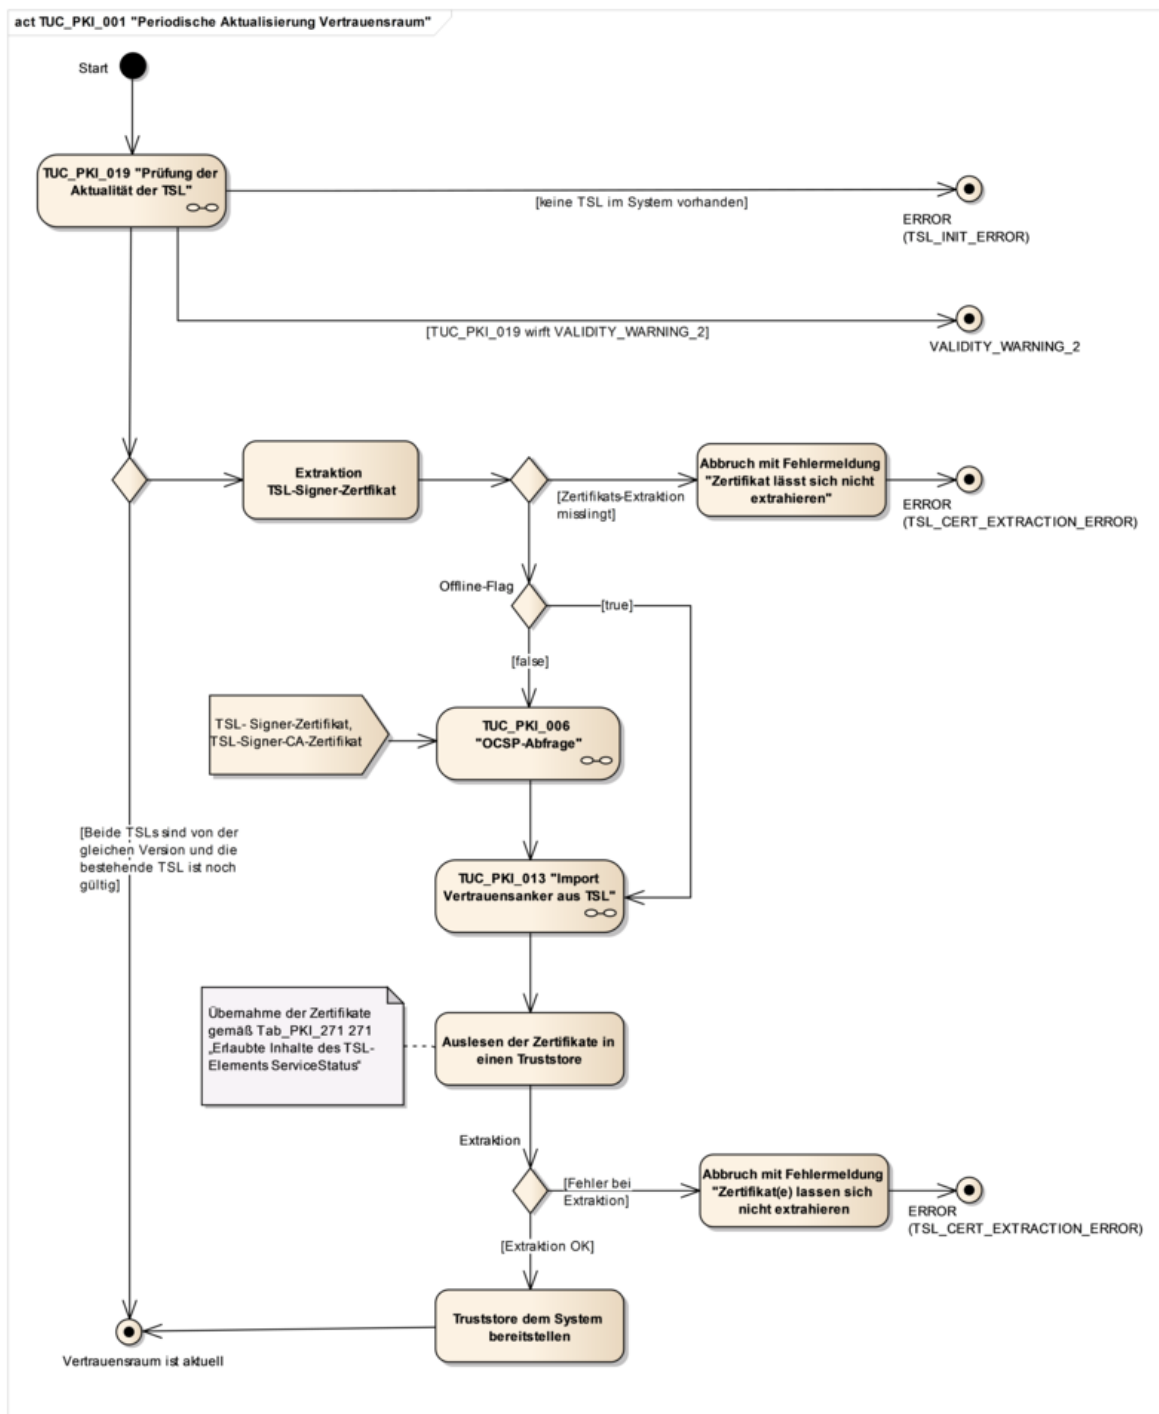 act TUC_PKI_001 "Periodische Aktualisierung Vertrauensraum"
Start
TUC_PKI_019 "Prüfung der
Aktualität der TSL"
[keine TSL im System vorhanden]
ERROR
(TSL_INIT_ERROR)
[TUC_PKI_019 wirft VALIDITY_WARNING_2]
VALIDITY_WARNING_2
Extraktion
TSL-Signer-Zertfikat
[Zertifikats-Extraktion
misslingt]
Abbruch mit Fehlermeldung
"Zertifikat lässt sich nicht
extrahieren"
ERROR
(TSL_CERT_EXTRACTION_ERROR)
Offline-Flag
[true]
[false]
TSL- Signer-Zertifikat,
TSL-Signer-CA-Zertifikat
TUC_PKI_006
"OCSP-Abfrage"
[Beide TSLs sind von der
gleichen Version und die
bestehende TSL ist noch
gültig]
TUC_PKI_013 "Import
Vertrauensanker aus TSL"
Übernahme der Zertifikate
gemäß Tab_PKI_271 271
„Erlaubte Inhalte des TSL-
Elements ServiceStatus“
Auslesen der Zertifikate in
einen Truststore
Extraktion
[Fehler bei
Extraktion]
Abbruch mit Fehlermeldung
"Zertifikat(e) lassen sich
nicht extrahieren
ERROR
(TSL_CERT_EXTRACTION_ERROR)
[Extraktion OK]
Truststore dem System
bereitstellen
Vertrauensraum ist aktuell